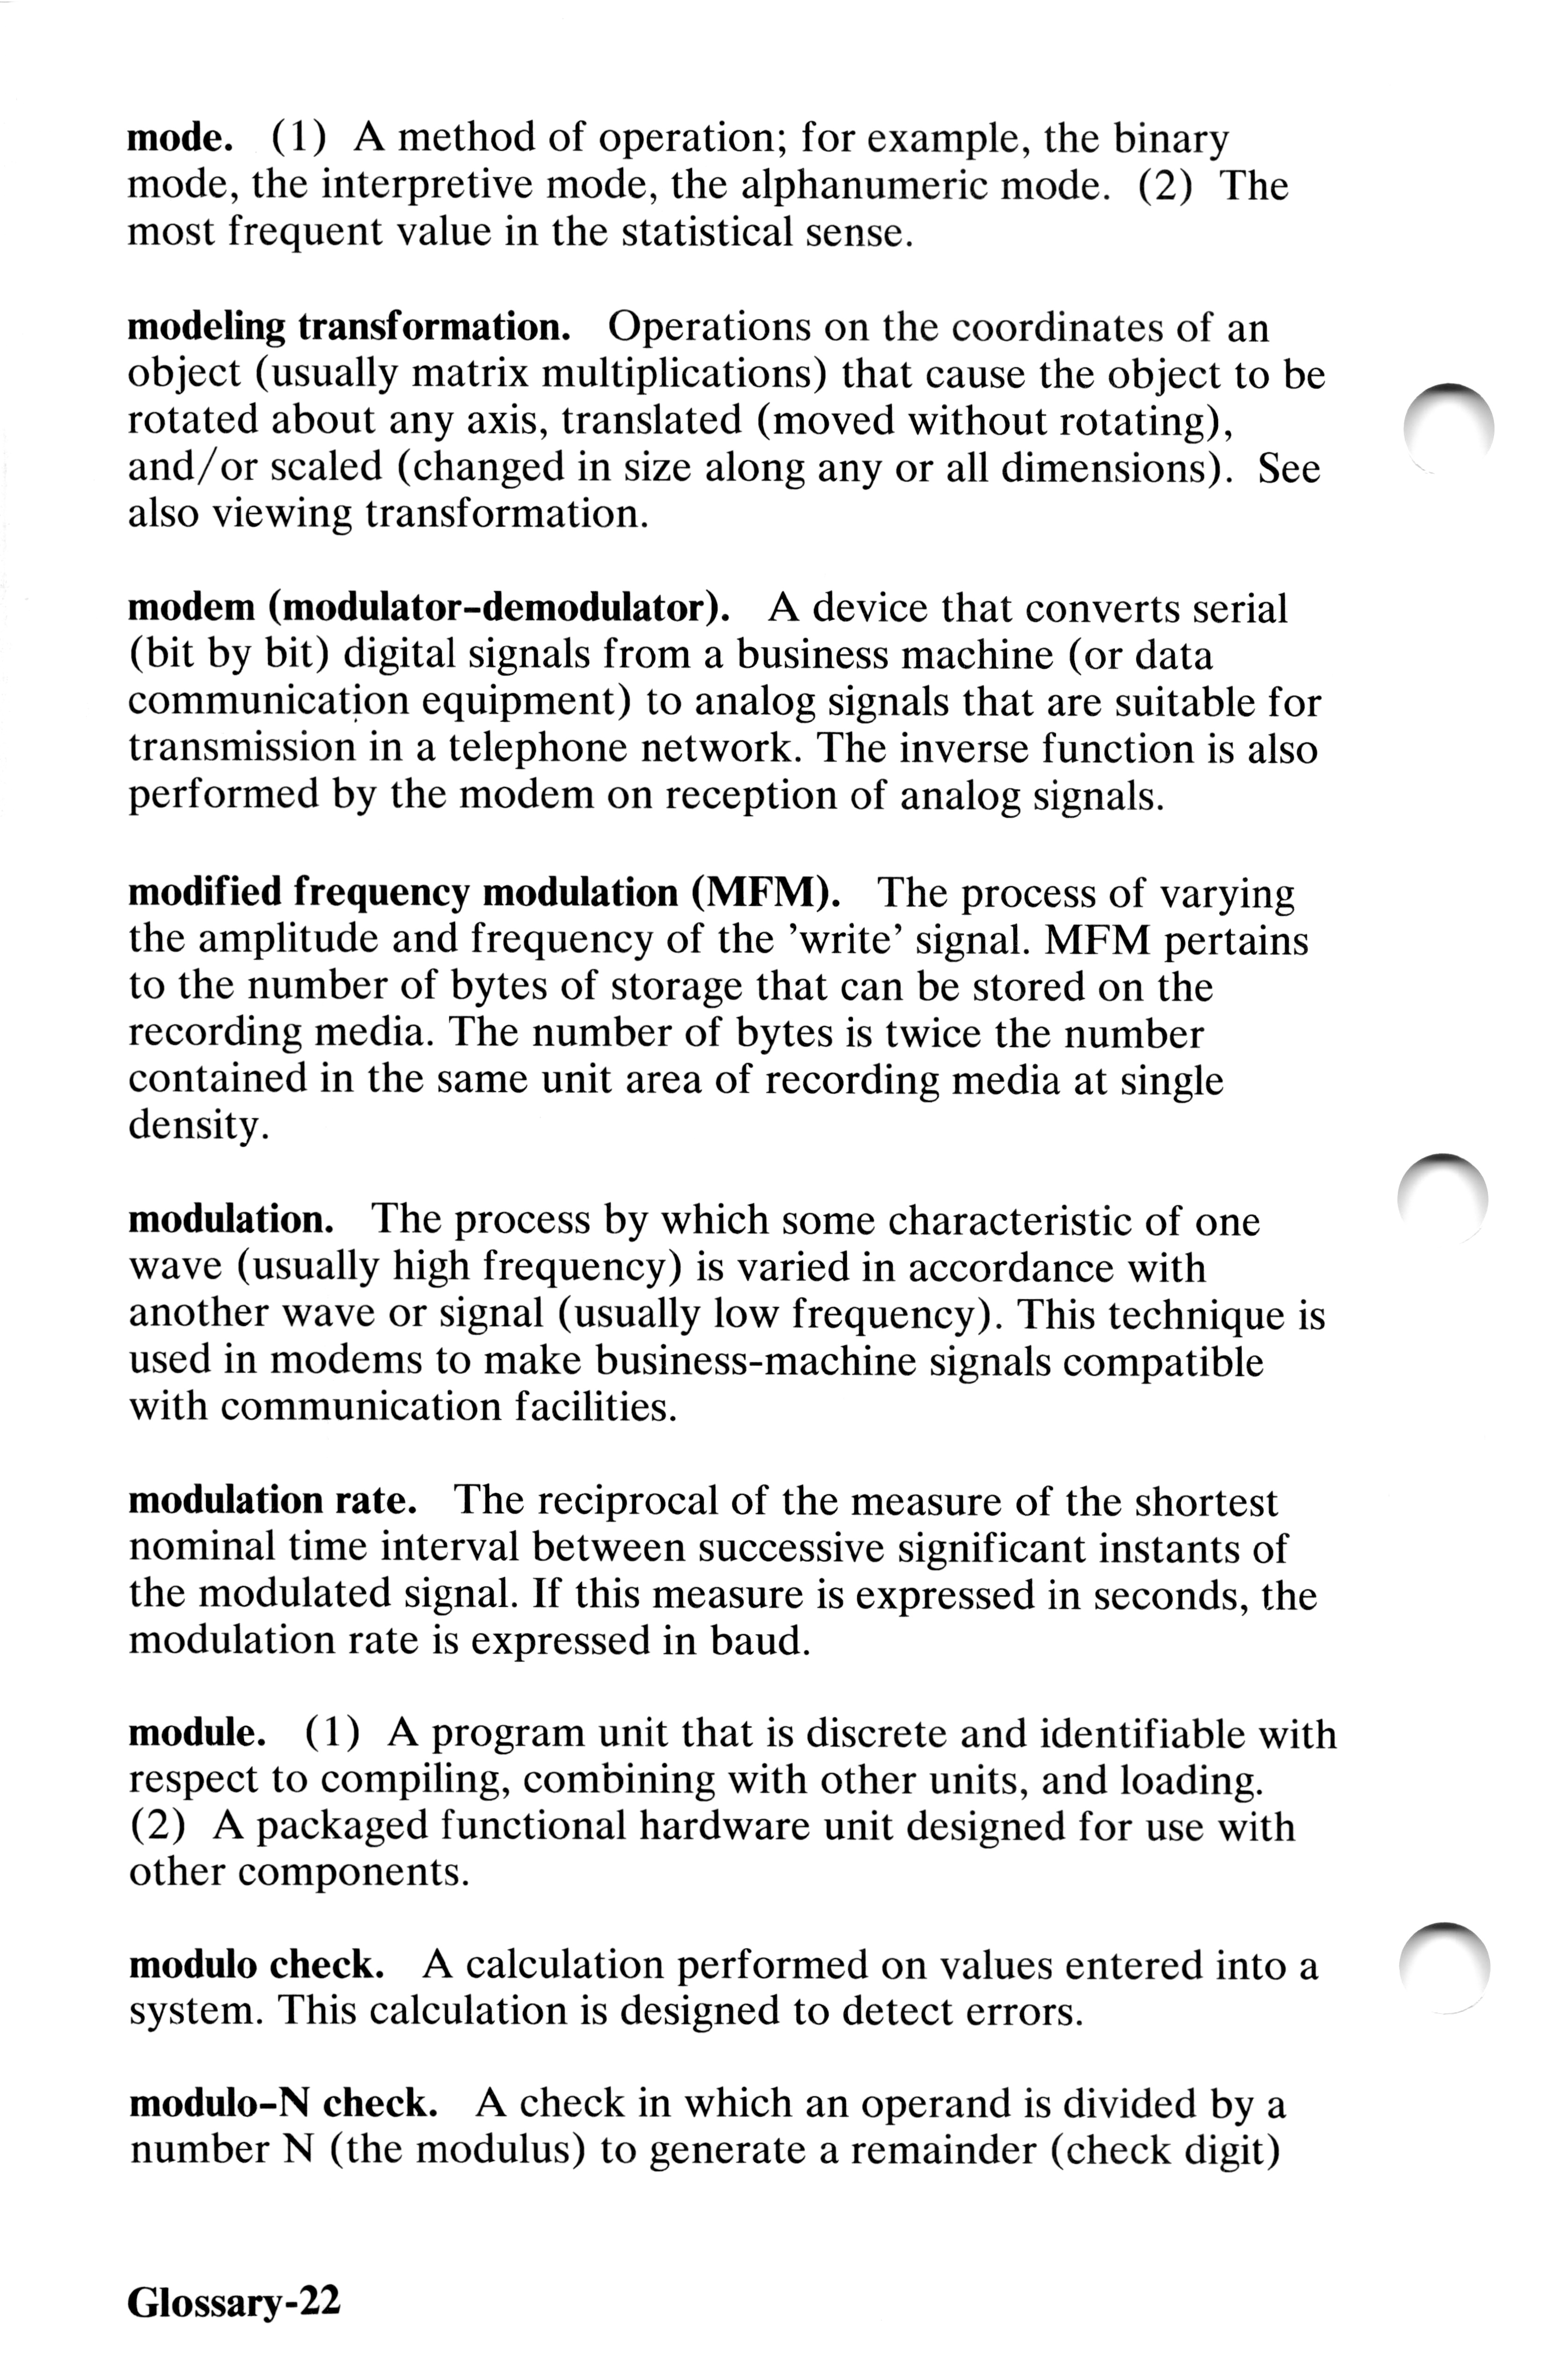 mode. (1) A method of operation; for example, the binary
mode, the interpretive mode, the alphanumeric mode. (2) The
most frequent value in the statistical sense.
modeling transformation. Operations on the coordinates of an
object (usually matrix multiplications) that cause the object to be
rotated about any axis, translated (moved without rotating),
and/or scaled (changed in size along any or all dimensions). See
also viewing transformation.
modem (modulator-demodulator). A device that converts serial
(bit by bit) digital signals from a business machine (or data
communication equipment) to analog signals that are suitable for
transmission in a telephone network. The inverse function is also
performed by the modem on reception of analog signals.
modified frequency modulation (MFM). The process of varying
the amplitude and frequency of the ’write’ signal. MFM pertains
to the number of bytes of storage that can be stored on the
recording media. The number of bytes is twice the number
contained in the same unit area of recording media at single
density.
modulation. The process by which some characteristic of one
wave (usually high frequency) is varied in accordance with
another wave or signal (usually low frequency). This technique is
used in modems to make business-machine signals compatible
with communication facilities.
modulation rate. The reciprocal of the measure of the shortest
nominal time interval between successive significant instants of
the modulated signal. If this measure is expressed in seconds, the
modulation rate is expressed in baud.
module. (1) A program unit that is discrete and identifiable with
respect to compiling, combining with other units, and loading.
(2) A packaged functional hardware unit designed for use with
other components.
modulo check. A calculation performed on values entered into a
system. This calculation is designed to detect errors.
modulo-N check. A check in which an operand is divided by a
number N (the modulus) to generate a remainder (check digit)
Glossary-22